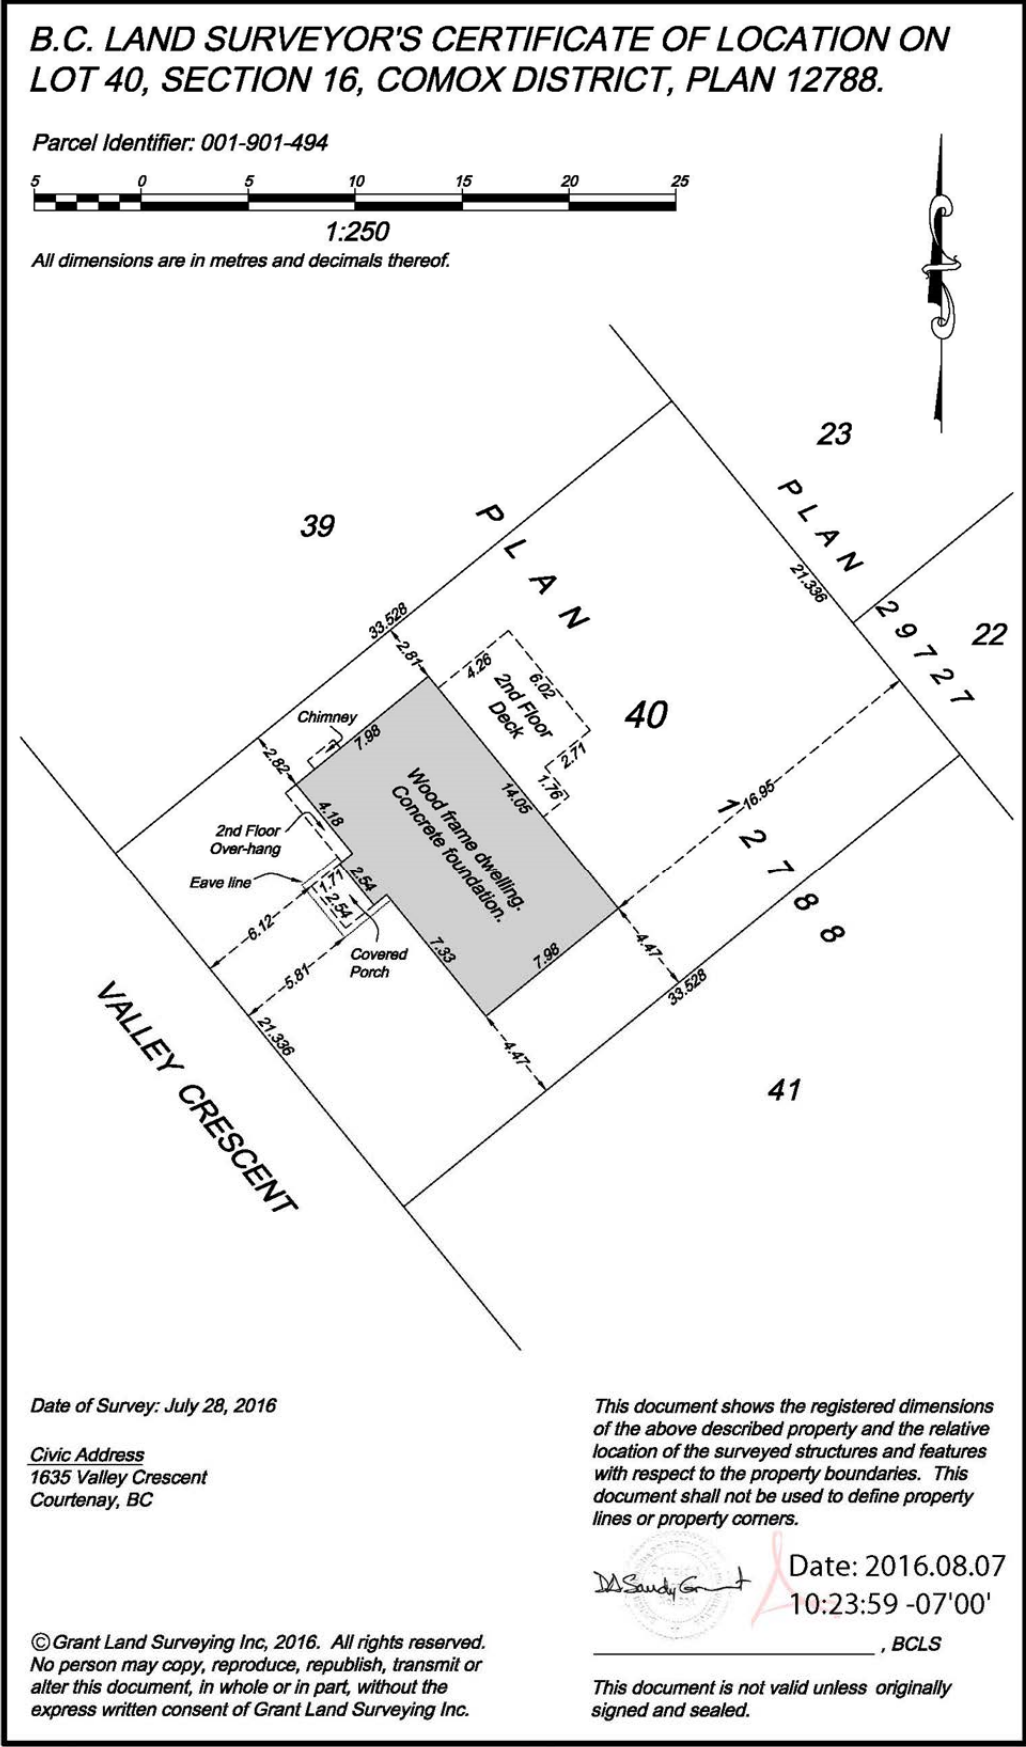 B.C. LAND SURVEYOR'S CERTIFICATE OF LOCATION ON
LOT 40, SECTION 16, COMOX DISTRICT, PLAN 12788.
Parcel Identifier: 001-901-494
5 0 5 10 15 20 25
1:250
All dimensions are in metres and decimals thereof.
23
39
PLAN
PLAN 29727
21.336
22
33.528
2.81
4.26
6.02
2nd Floor
Deck
40
Chimney
7.98
2.82
2.71
1.76
14.05
16.95
12788
Wood frame dwelling.
Concrete foundation.
4.18
2nd Floor
Over-hang
Eave line
1.71
2.54
2.54
6.12
Covered
Porch
7.33
7.98
4.47
5.81
33.528
21.336
4.47
VALLEY CRESCENT
41
Date of Survey: July 28, 2016
Civic Address
1635 Valley Crescent
Courtenay, BC
This document shows the registered dimensions
of the above described property and the relative
location of the surveyed structures and features
with respect to the property boundaries. This
document shall not be used to define property
lines or property corners.
Date: 2016.08.07
10:23:59 -07'00'
, BCLS
©Grant Land Surveying Inc, 2016. All rights reserved.
No person may copy, reproduce, republish, transmit or
alter this document, in whole or in part, without the
express written consent of Grant Land Surveying Inc.
This document is not valid unless originally
signed and sealed.